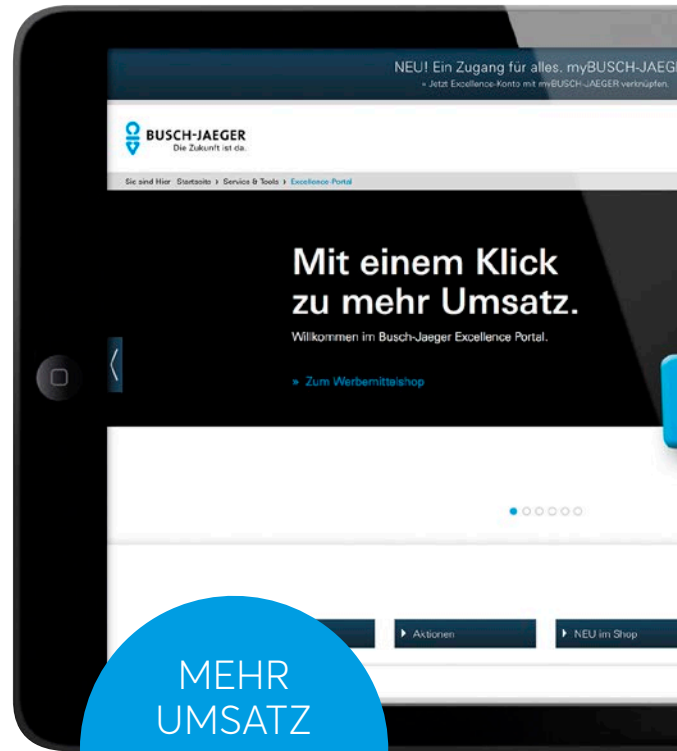 NEU! Ein Zugang für alles. myBUSCH-JAEG
» Jetzt Excellence-Konto mit myBUSCH-JAEGER verknüpfen.
BUSCH-JAEGER
Die Zukunft ist da.
Sie sind Hier Startseite › Service & Tools › Excellence-Portal
Mit einem Klick
zu mehr Umsatz.
Willkommen im Busch-Jaeger Excellence Portal.
» Zum Werbemittelshop
Aktionen
NEU im Shop
MEHR
UMSATZ